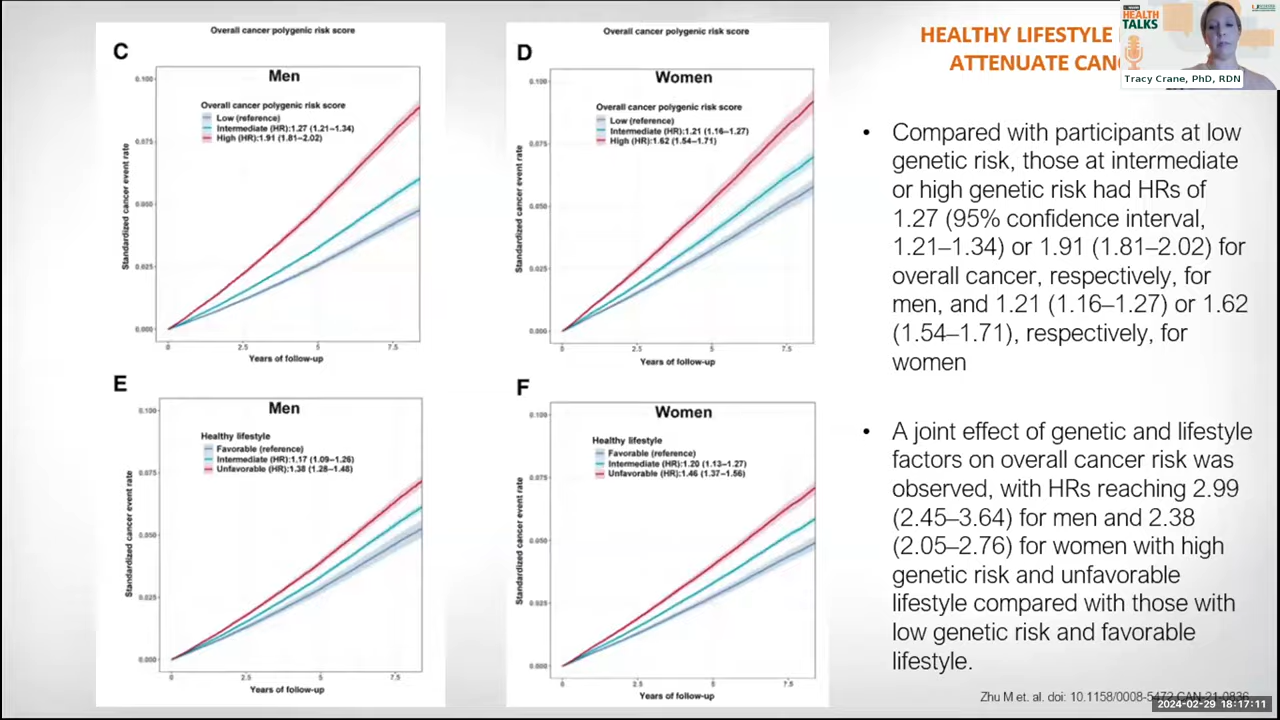 Overall cancer polygenic risk score
C
Men
Overall cancer polygenic risk score
Low (reference)
Intermediate (HR):1.27 (1.21–1.34)
High (HR):1.91 (1.81–2.02)
Standardized cancer event rate
0.100
0.075
0.050
0.025
0.000
0
2.5
5
7.5
Years of follow-up
Overall cancer polygenic risk score
D
Women
Overall cancer polygenic risk score
Low (reference)
Intermediate (HR):1.21 (1.16–1.27)
High (HR):1.62 (1.54–1.71)
Standardized cancer event rate
0.100
0.075
0.050
0.025
0.000
0
2.5
5
7.5
Years of follow-up
E
Men
Healthy lifestyle
Favorable (reference)
Intermediate (HR):1.17 (1.09–1.26)
Unfavorable (HR):1.38 (1.28–1.48)
Standardized cancer event rate
0.100
0.075
0.050
0.025
0.000
0
2.5
5
7.5
Years of follow-up
F
Women
Healthy lifestyle
Favorable (reference)
Intermediate (HR):1.20 (1.13–1.27)
Unfavorable (HR):1.46 (1.37–1.56)
Standardized cancer event rate
0.100
0.075
0.050
0.025
0.000
0
2.5
5
7.5
Years of follow-up
HEALTHY LIFESTYLE
ATTENUATE
HEALTH
TALKS
Tracy Crane, PhD, RDN
• Compared with participants at low
genetic risk, those at intermediate
or high genetic risk had HRs of
1.27 (95% confidence interval,
1.21–1.34) or 1.91 (1.81–2.02) for
overall cancer, respectively, for
men, and 1.21 (1.16–1.27) or 1.62
(1.54–1.71), respectively, for
women
• A joint effect of genetic and lifestyle
factors on overall cancer risk was
observed, with HRs reaching 2.99
(2.45–3.64) for men and 2.38
(2.05–2.76) for women with high
genetic risk and unfavorable
lifestyle compared with those with
low genetic risk and favorable
lifestyle.
Zhu M et. al. doi: 10.1158/0008-5472.CAN-21-0836
2024-02-29 18:17:11